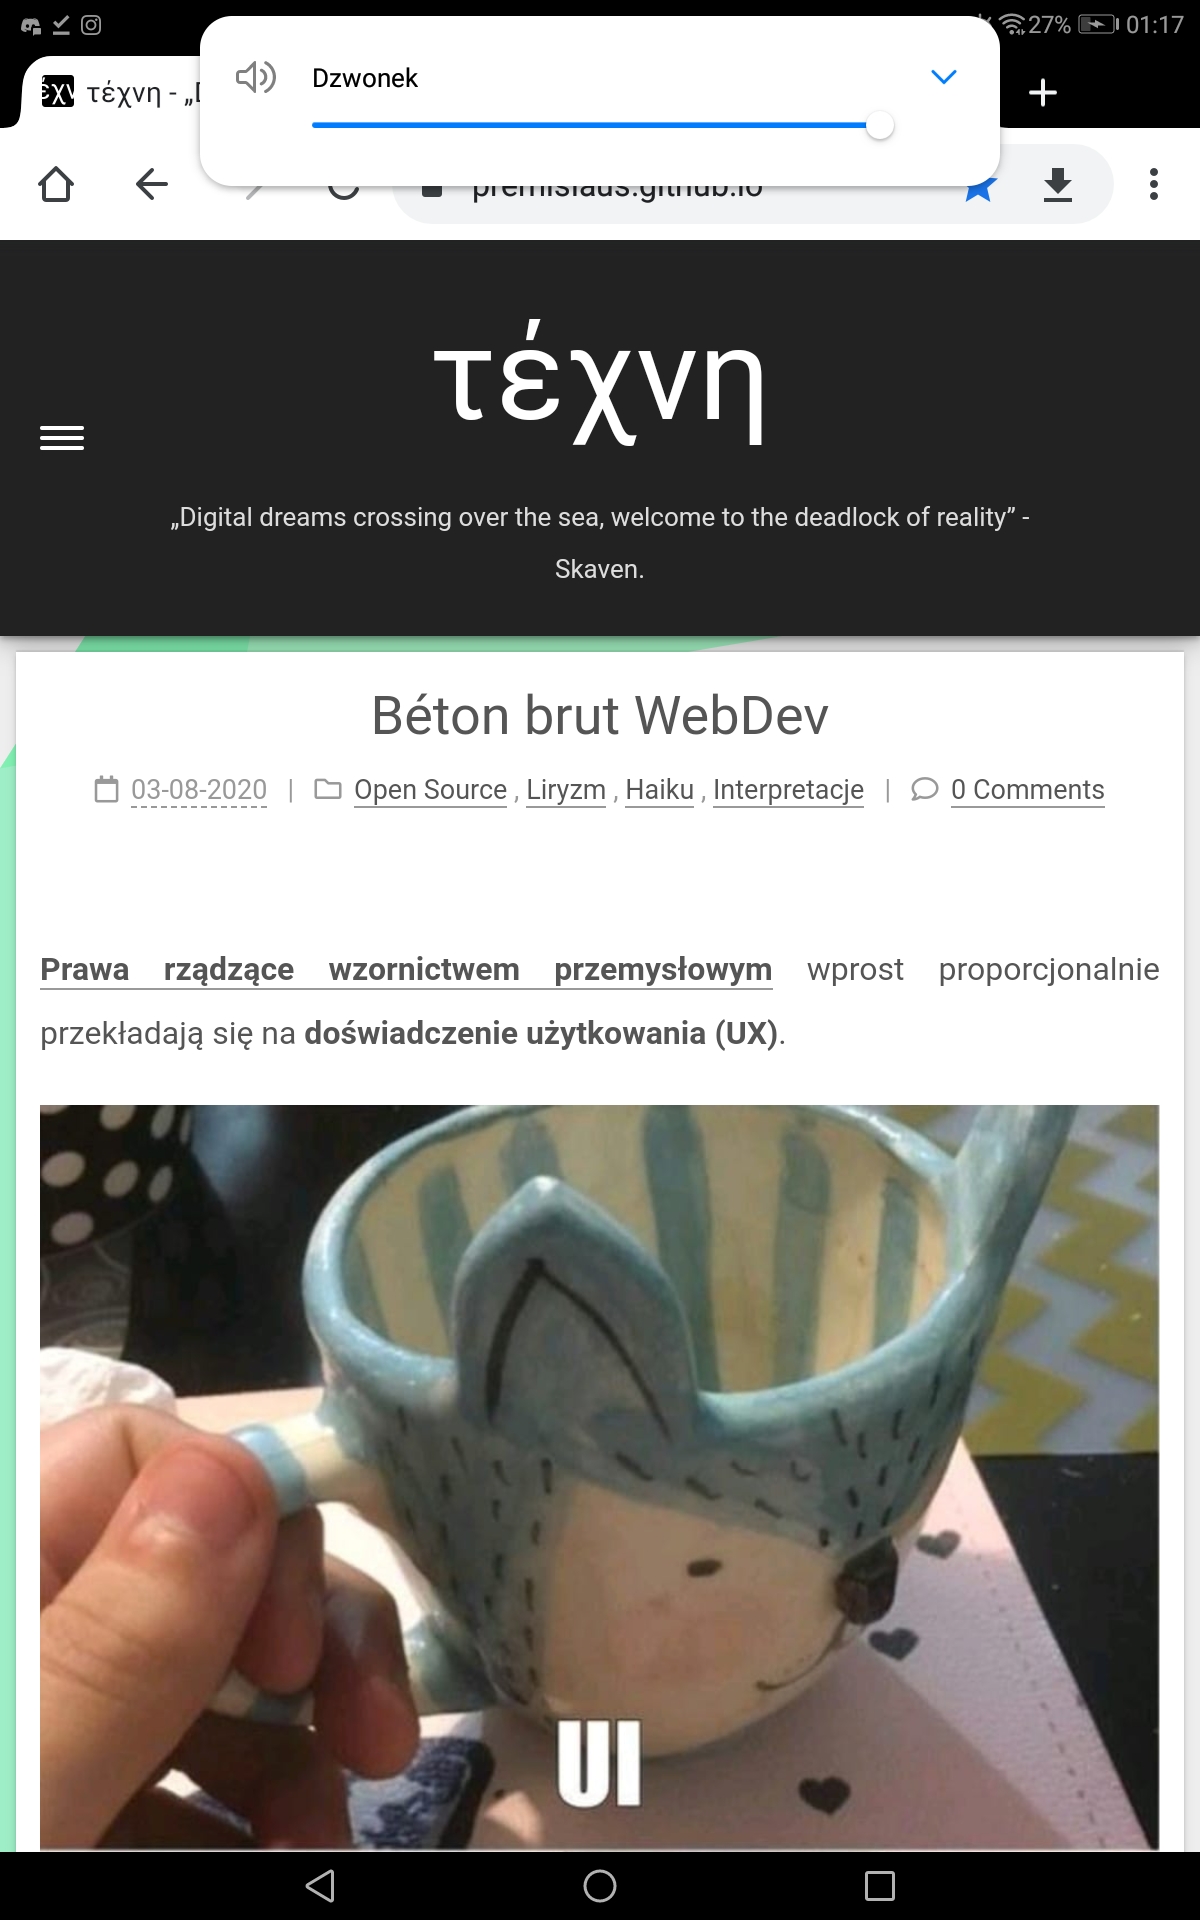 27% 01:17
τέχνη - „D
Dzwonek
premislaus.github.io
τέχνη
„Digital dreams crossing over the sea, welcome to the deadlock of reality” -
Skaven.
Béton brut WebDev
03-08-2020 | Open Source , Liryzm , Haiku , Interpretacje | 0 Comments
Prawa rządzące wzornictwem przemysłowym wprost proporcjonalnie
przekładają się na doświadczenie użytkowania (UX).
UI